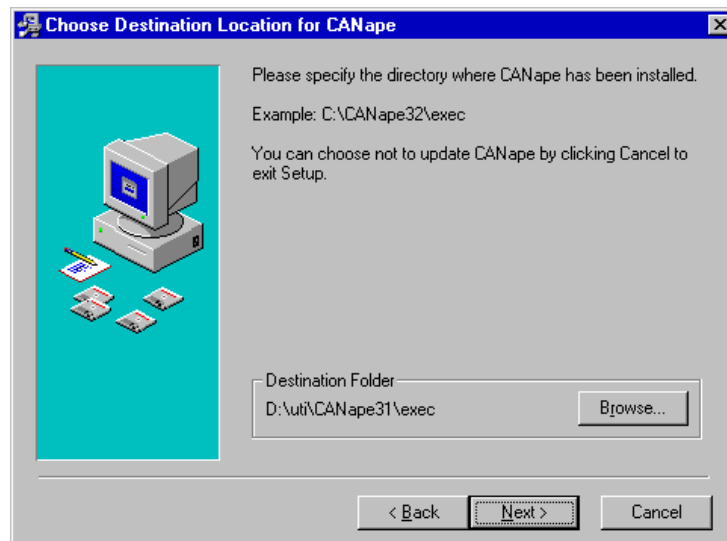 Choose Destination Location for CANape
Please specify the directory where CANape has been installed.
Example: C:\CANape32\exec
You can choose not to update CANape by clicking Cancel to
exit Setup.
Destination Folder
D:\uti\CANape31\exec
Browse...
< Back
Next >
Cancel